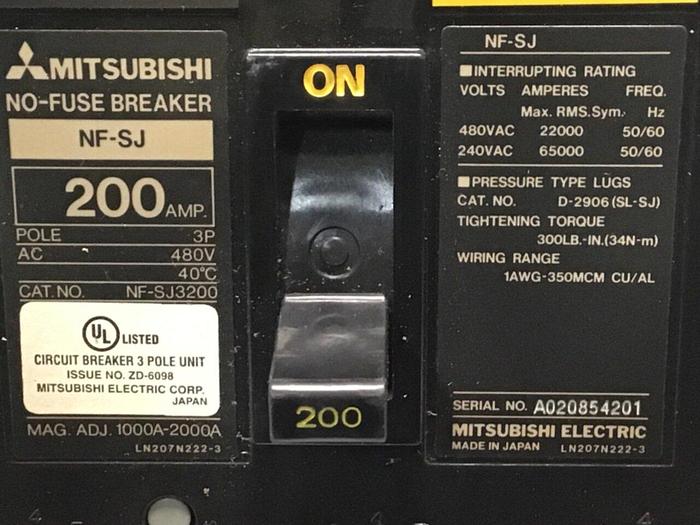 MITSUBISHI
NO-FUSE BREAKER
NF-SJ
200 AMP.
POLE 3P
AC 480V
40°C
CAT.NO. NF-SJ3200
UL LISTED
CIRCUIT BREAKER 3 POLE UNIT
ISSUE NO. ZD-6098
MITSUBISHI ELECTRIC CORP.
JAPAN
MAG. ADJ. 1000A-2000A
LN207N222-3
ON
200
NF-SJ
■INTERRUPTING RATING
VOLTS AMPERES FREQ.
Max. RMS.Sym. Hz
480VAC 22000 50/60
240VAC 65000 50/60
■PRESSURE TYPE LUGS
CAT. NO. D-2906 (SL-SJ)
TIGHTENING TORQUE
300LB.-IN.(34N-m)
WIRING RANGE
1AWG-350MCM CU/AL
SERIAL NO. A020854201
MITSUBISHI ELECTRIC
MADE IN JAPAN LN207N222-3